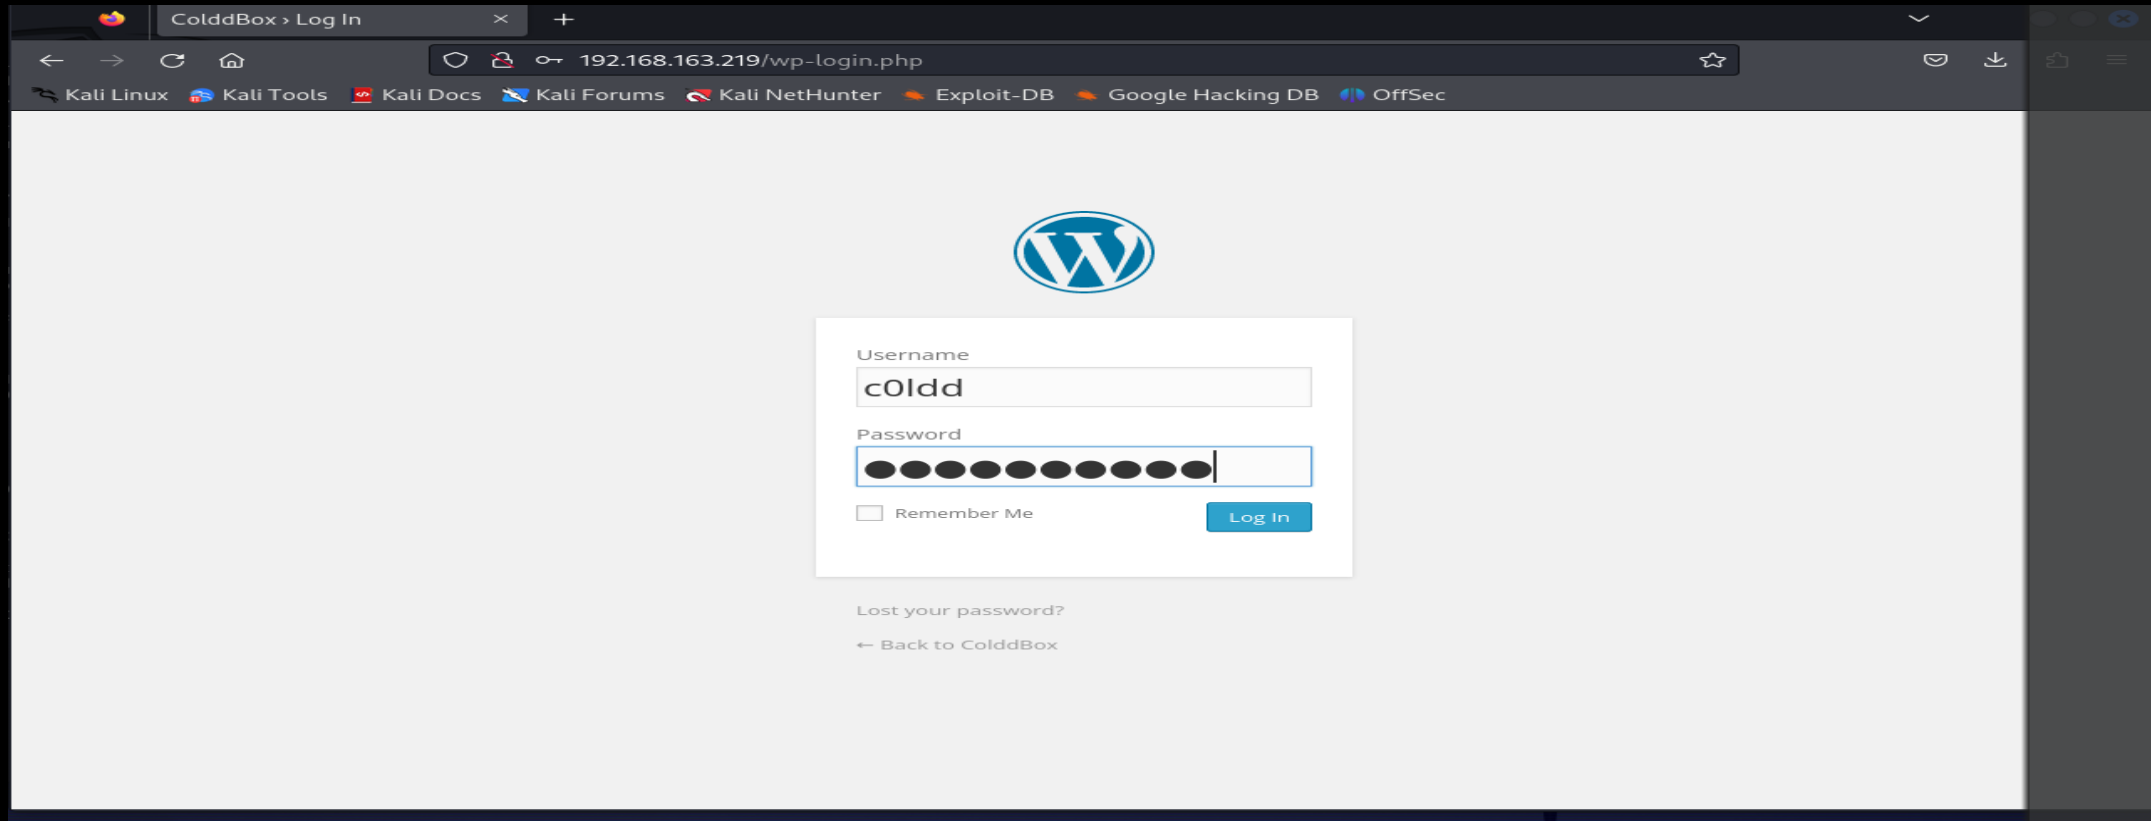 ColddBox › Log In
192.168.163.219/wp-login.php
Kali Linux Kali Tools Kali Docs Kali Forums Kali NetHunter Exploit-DB Google Hacking DB OffSec
Username
c0ldd
Password
Remember Me Log In
Lost your password?
← Back to ColddBox